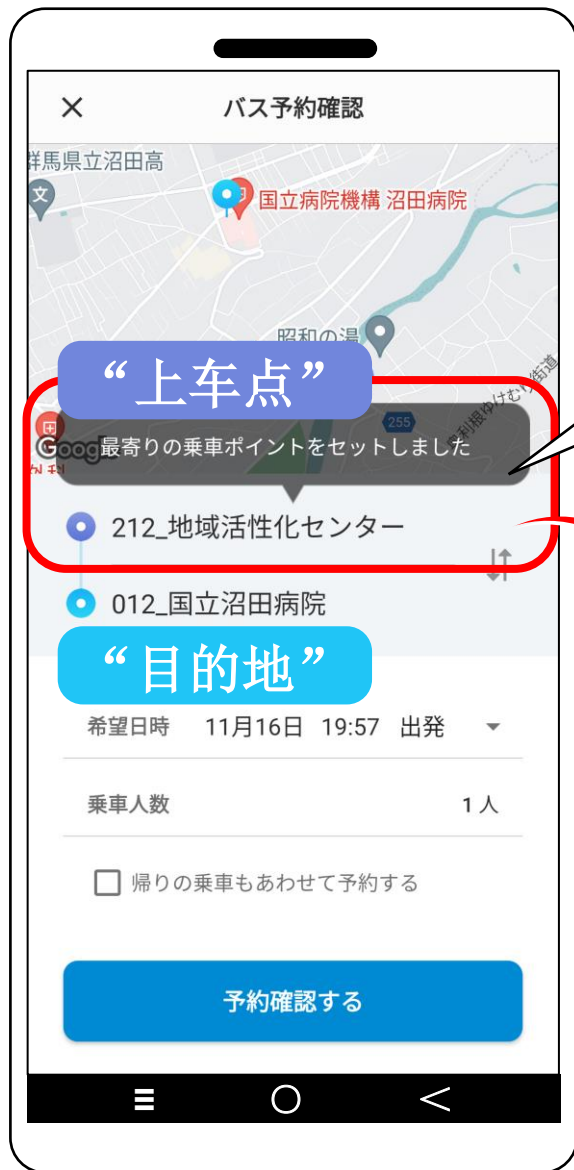 バス予約確認
群馬県立沼田高
文
国立病院機構 沼田病院
昭和の湯
“上车点”
利根ゆけむり街道
255
Goog
最寄りの乗車ポイントをセットしました
外科
212_地域活性化センター
012_国立沼田病院
“目的地”
希望日時 11月16日 19:57 出発
乗車人数 1人
帰りの乗車もあわせて予約する
予約確認する